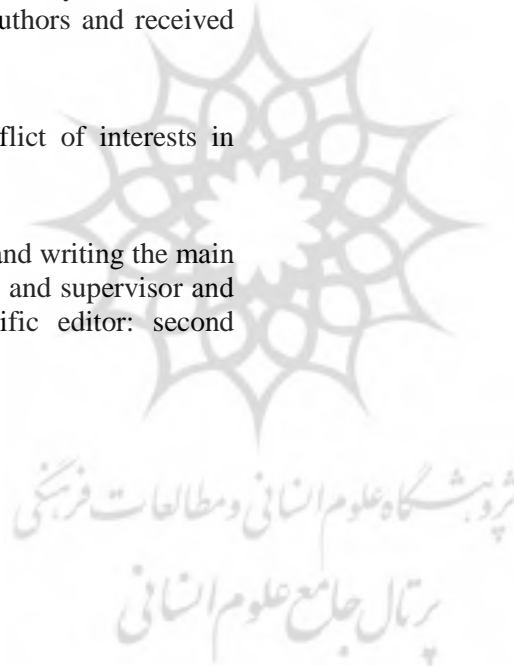 uthors and received
flict of interests in
and writing the main
and supervisor and
ific editor: second
پژوهشگاه علوم انسانی و مطالعات فرهنگی
پرتال جامع علوم انسانی